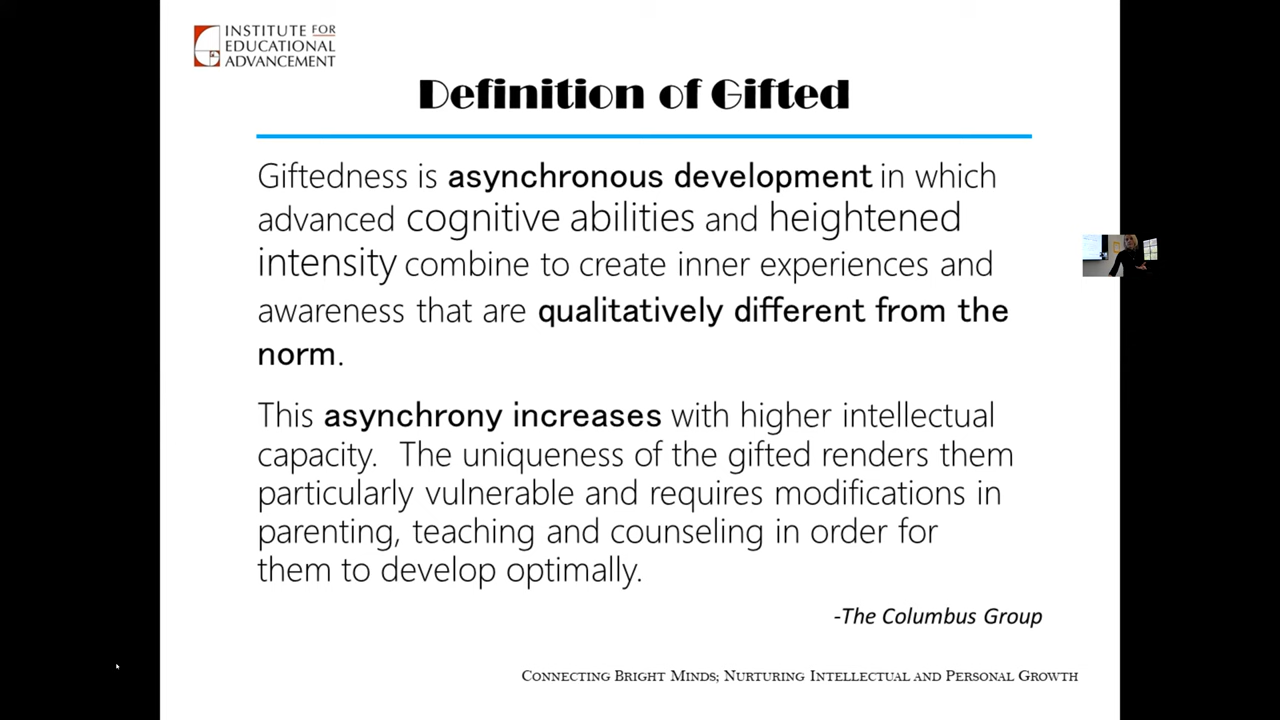 INSTITUTE FOR
EDUCATIONAL
ADVANCEMENT
Definition of Gifted
Giftedness is asynchronous development in which
advanced cognitive abilities and heightened
intensity combine to create inner experiences and
awareness that are qualitatively different from the
norm.
This asynchrony increases with higher intellectual
capacity.  The uniqueness of the gifted renders them
particularly vulnerable and requires modifications in
parenting, teaching and counseling in order for
them to develop optimally.
-The Columbus Group
CONNECTING BRIGHT MINDS; NURTURING INTELLECTUAL AND PERSONAL GROWTH